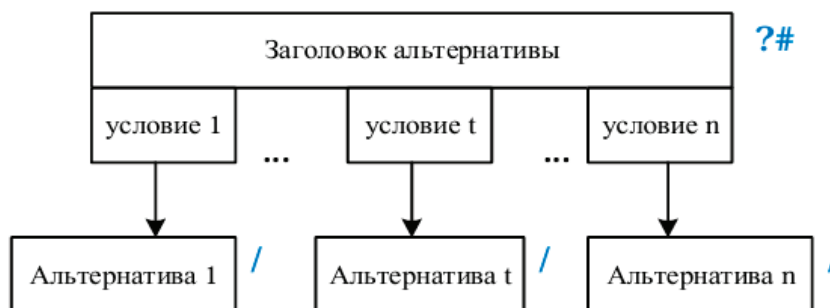 Заголовок альтернативы ?#
условие 1 ... условие t ... условие n
Альтернатива 1 / Альтернатива t / Альтернатива n /